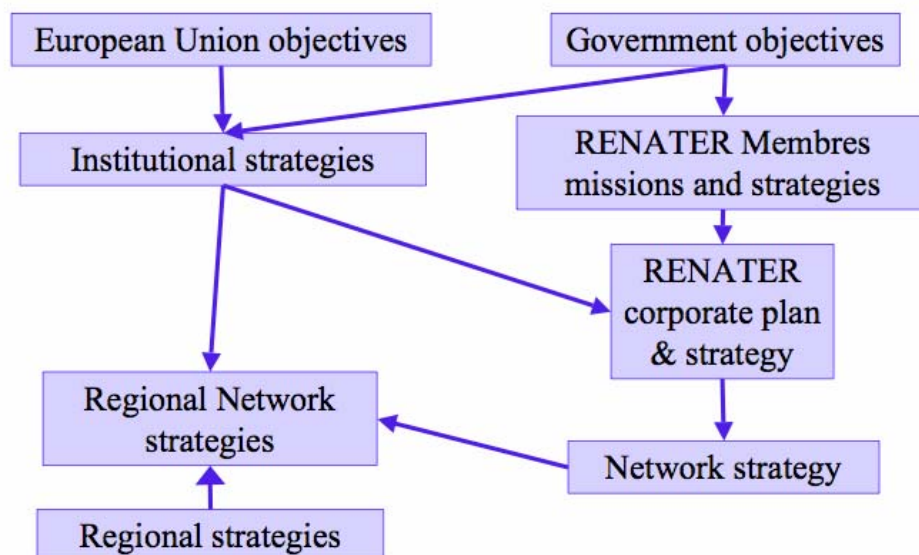 European Union objectives
Government objectives
Institutional strategies
RENATER Membres
missions and strategies
RENATER
corporate plan
& strategy
Regional Network
strategies
Network strategy
Regional strategies